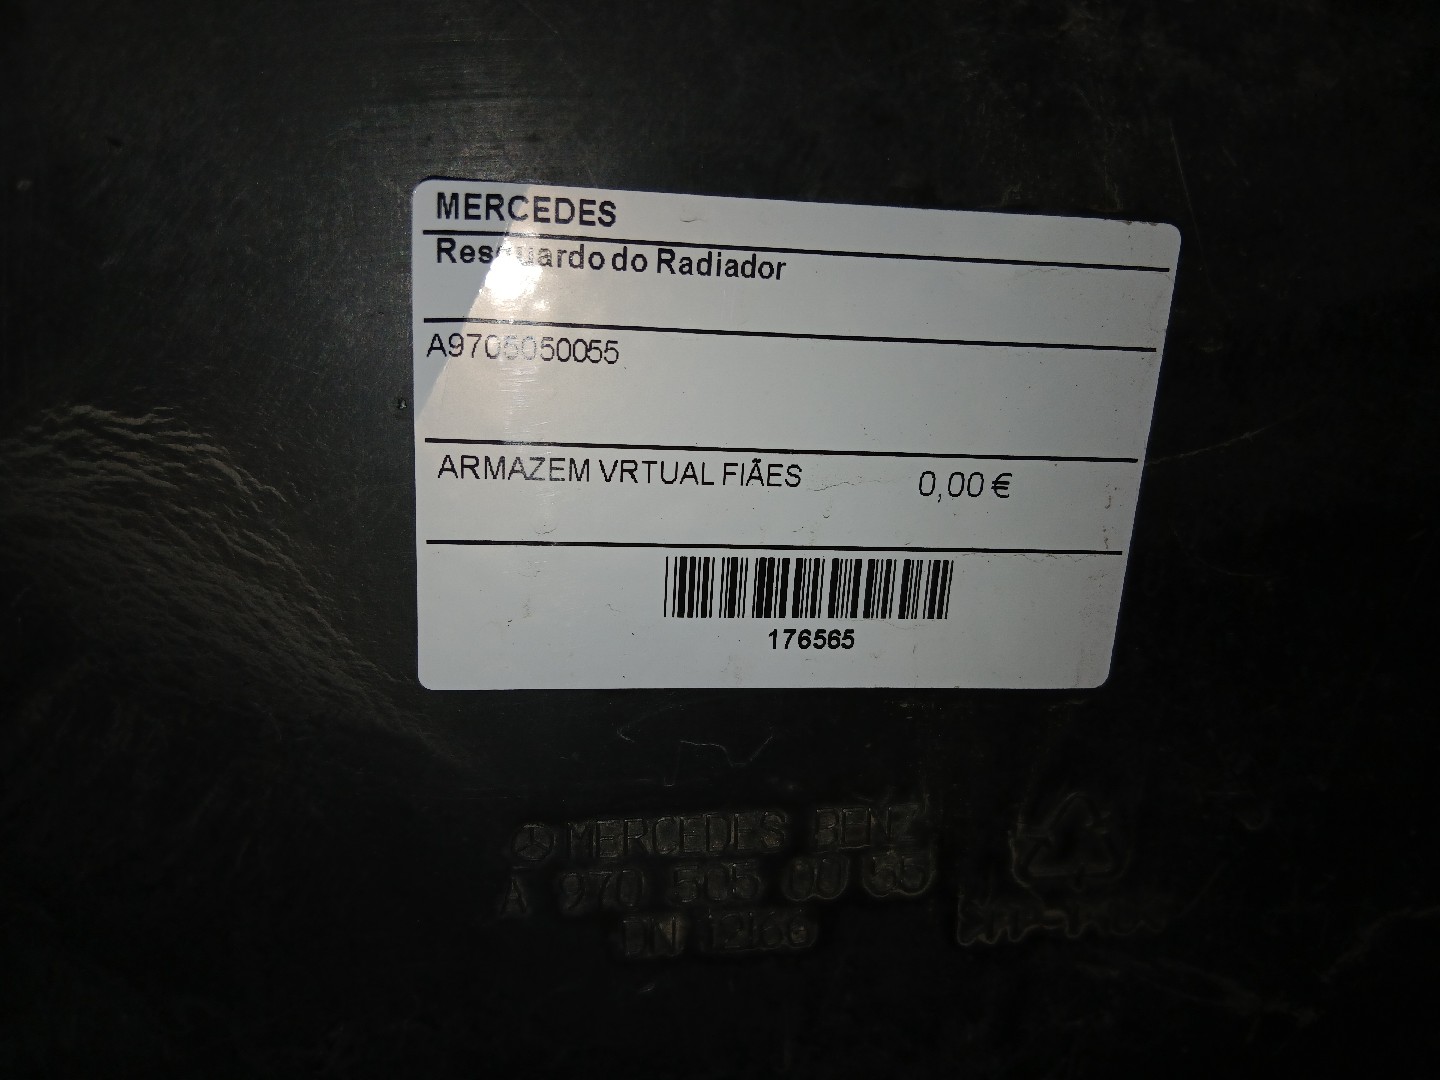 MERCEDES
Resguardo do Radiador
A9705050055
ARMAZEM VRTUAL FIÃES 0,00 €
176565
MERCEDES BENZ
A 970 505 00 55